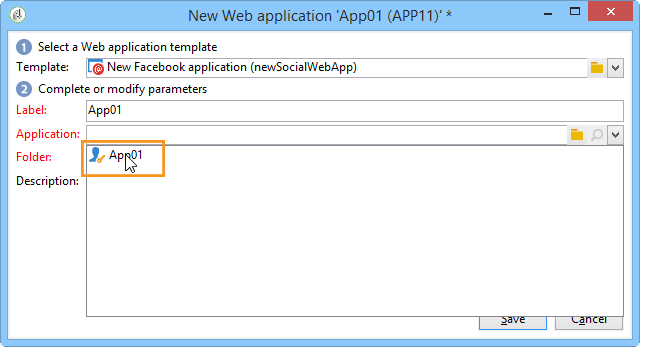 New Web application 'App01 (APP11)' *
1 Select a Web application template
Template: New Facebook application (newSocialWebApp)
2 Complete or modify parameters
Label: App01
Application:
Folder: App01
Description:
Save Cancel